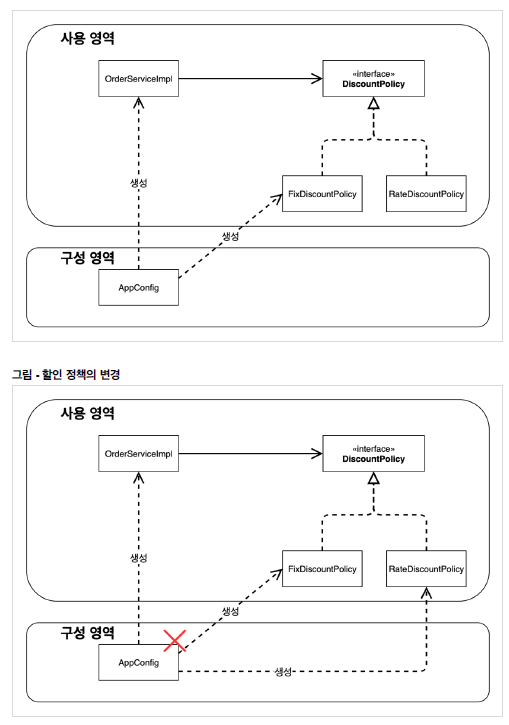 사용 영역
OrderServiceImpl
«interface»
DiscountPolicy
생성
FixDiscountPolicy
RateDiscountPolicy
생성
구성 영역
AppConfig
그림 - 할인 정책의 변경
사용 영역
OrderServiceImpl
«interface»
DiscountPolicy
생성
FixDiscountPolicy
RateDiscountPolicy
생성
구성 영역
AppConfig
생성